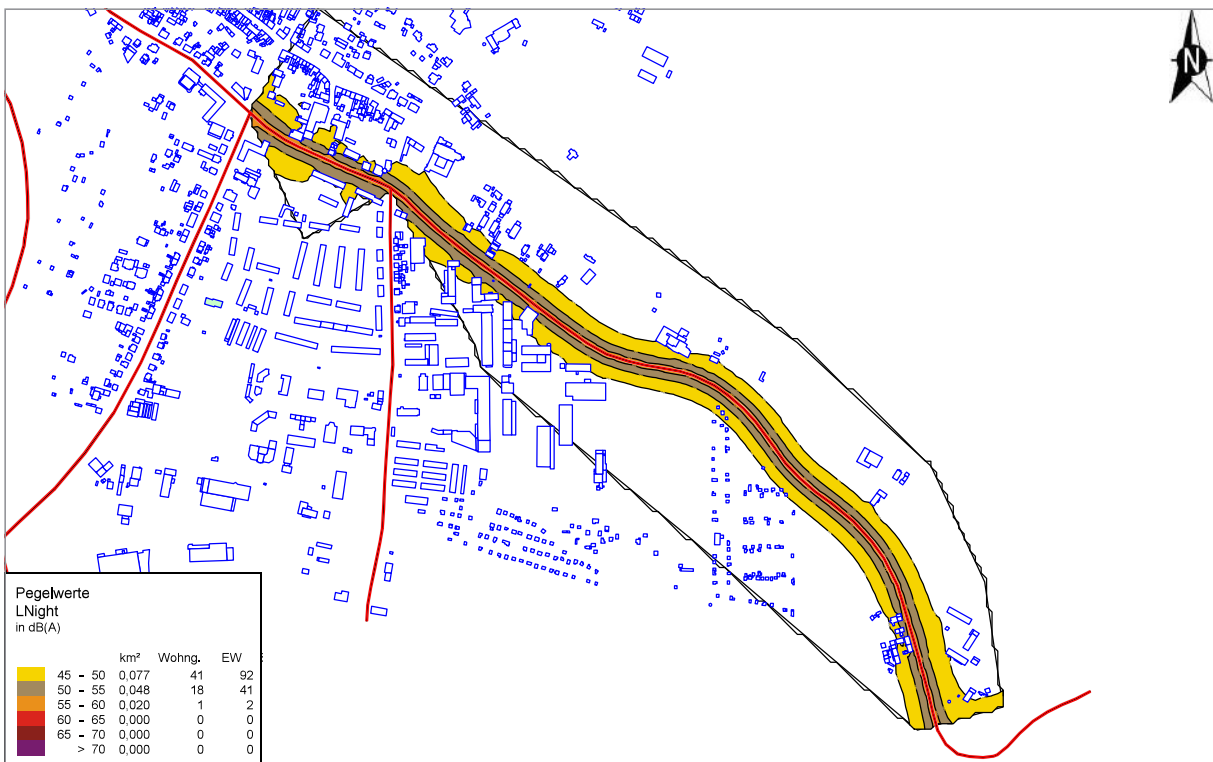 N
Pegelwerte
LNight
in dB(A)
km² Wohng. EW
45 - 50 0,077 41 92
50 - 55 0,048 18 41
55 - 60 0,020 1 2
60 - 65 0,000 0 0
65 - 70 0,000 0 0
> 70 0,000 0 0